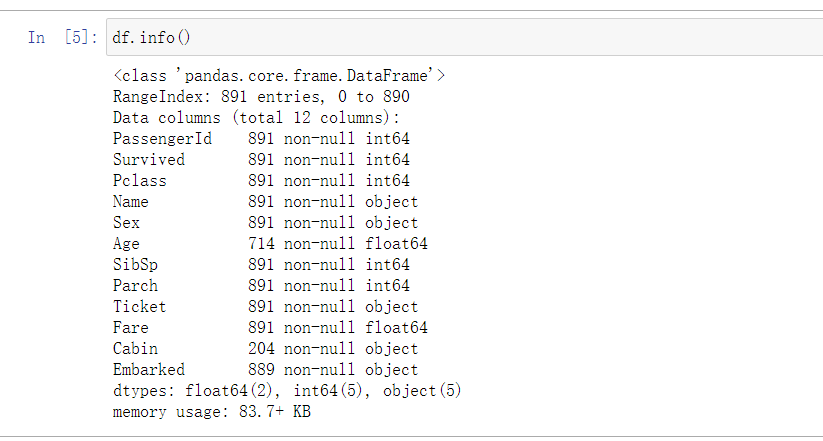 In [5]: df.info()
<class 'pandas.core.frame.DataFrame'>
RangeIndex: 891 entries, 0 to 890
Data columns (total 12 columns):
PassengerId    891 non-null int64
Survived       891 non-null int64
Pclass         891 non-null int64
Name           891 non-null object
Sex            891 non-null object
Age            714 non-null float64
SibSp          891 non-null int64
Parch          891 non-null int64
Ticket         891 non-null object
Fare           891 non-null float64
Cabin          204 non-null object
Embarked       889 non-null object
dtypes: float64(2), int64(5), object(5)
memory usage: 83.7+ KB